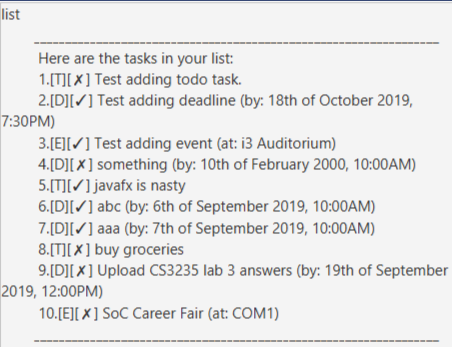 list
____________________________________________________________
Here are the tasks in your list:
1.[T][✗] Test adding todo task.
2.[D][✓] Test adding deadline (by: 18th of October 2019,
7:30PM)
3.[E][✓] Test adding event (at: i3 Auditorium)
4.[D][✗] something (by: 10th of February 2000, 10:00AM)
5.[T][✓] javafx is nasty
6.[D][✓] abc (by: 6th of September 2019, 10:00AM)
7.[D][✓] aaa (by: 7th of September 2019, 10:00AM)
8.[T][✗] buy groceries
9.[D][✗] Upload CS3235 lab 3 answers (by: 19th of September
2019, 12:00PM)
10.[E][✗] SoC Career Fair (at: COM1)
____________________________________________________________